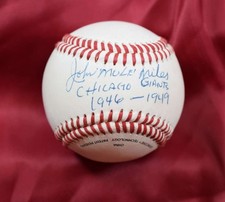 John "Mule" Miles
CHICAGO GIANTS
1946 - 1949